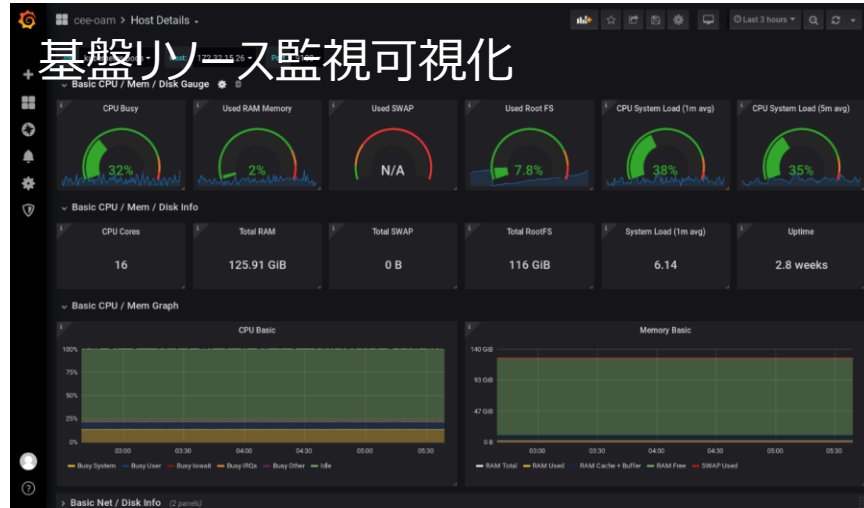 cee-oam > Host Details
Last 3 hours
基盤リソース監視可視化
172.32.15.26
Basic CPU / Mem / Disk Gauge
CPU Busy
Used RAM Memory
Used SWAP
Used Root FS
CPU System Load (1m avg)
CPU System Load (5m avg)
32%
2%
N/A
7.8%
38%
35%
Basic CPU / Mem / Disk Info
CPU Cores
Total RAM
Total SWAP
Total RootFS
System Load (1m avg)
Uptime
16
125.91 GiB
0 B
116 GiB
6.14
2.8 weeks
Basic CPU / Mem Graph
CPU Basic
Memory Basic
100%
75%
50%
25%
0%
03:00 03:30 04:00 04:30 05:00 05:30
Busy System Busy User Busy Iowait Busy IRQs Busy Other Idle
140 GiB
93 GiB
47 GiB
0 B
03:00 03:30 04:00 04:30 05:00 05:30
RAM Total RAM Used RAM Cache + Buffer RAM Free SWAP Used
Basic Net / Disk Info (2 panels)